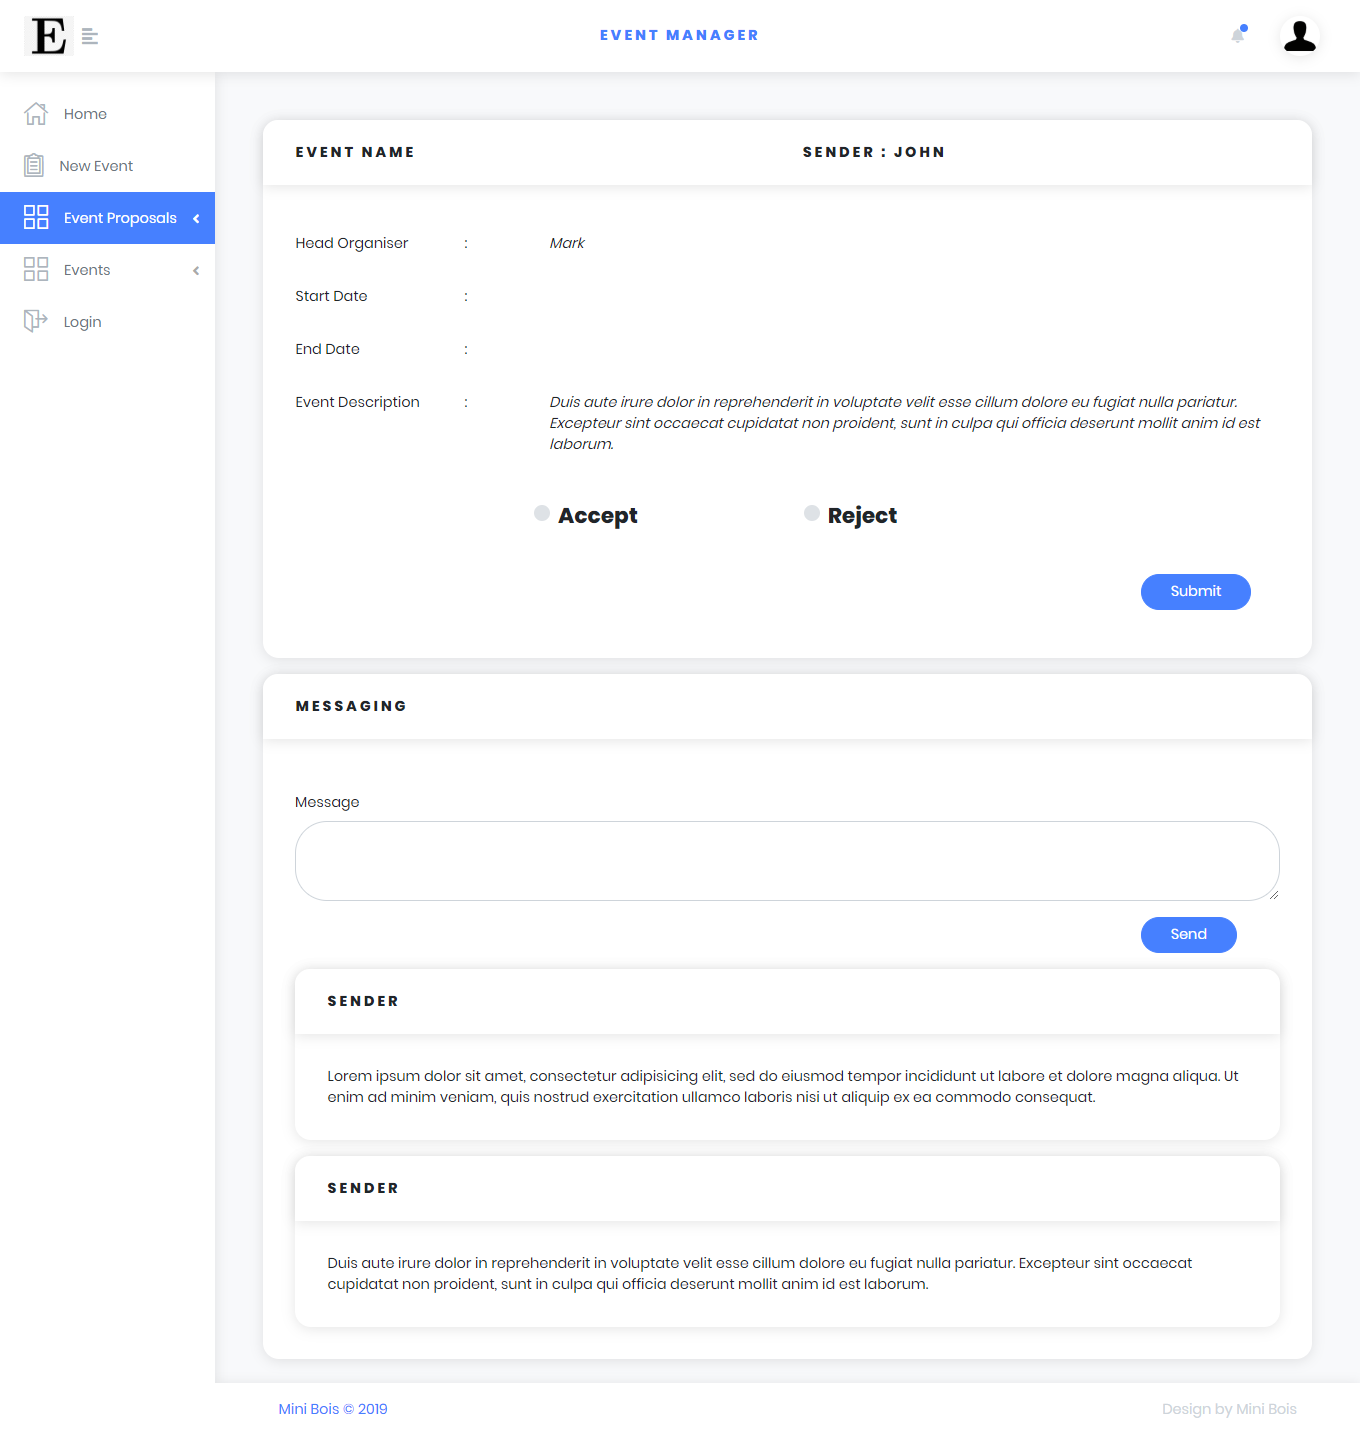 E
EVENT MANAGER
Home
New Event
Event Proposals
Events
Login
EVENT NAME
SENDER : JOHN
Head Organiser : Mark
Start Date :
End Date :
Event Description : Duis aute irure dolor in reprehenderit in voluptate velit esse cillum dolore eu fugiat nulla pariatur.
Excepteur sint occaecat cupidatat non proident, sunt in culpa qui officia deserunt mollit anim id est
laborum.
Accept
Reject
Submit
MESSAGING
Message
Send
SENDER
Lorem ipsum dolor sit amet, consectetur adipisicing elit, sed do eiusmod tempor incididunt ut labore et dolore magna aliqua. Ut
enim ad minim veniam, quis nostrud exercitation ullamco laboris nisi ut aliquip ex ea commodo consequat.
SENDER
Duis aute irure dolor in reprehenderit in voluptate velit esse cillum dolore eu fugiat nulla pariatur. Excepteur sint occaecat
cupidatat non proident, sunt in culpa qui officia deserunt mollit anim id est laborum.
Mini Bois © 2019
Design by Mini Bois